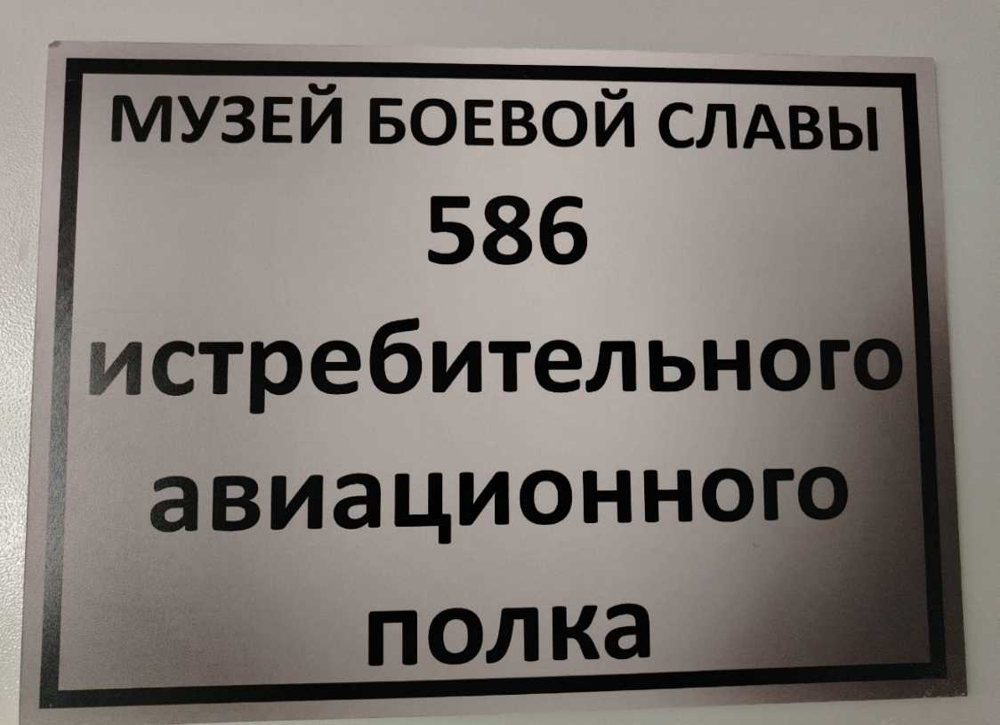 МУЗЕЙ БОЕВОЙ СЛАВЫ
586
истребительного
авиационного
полка